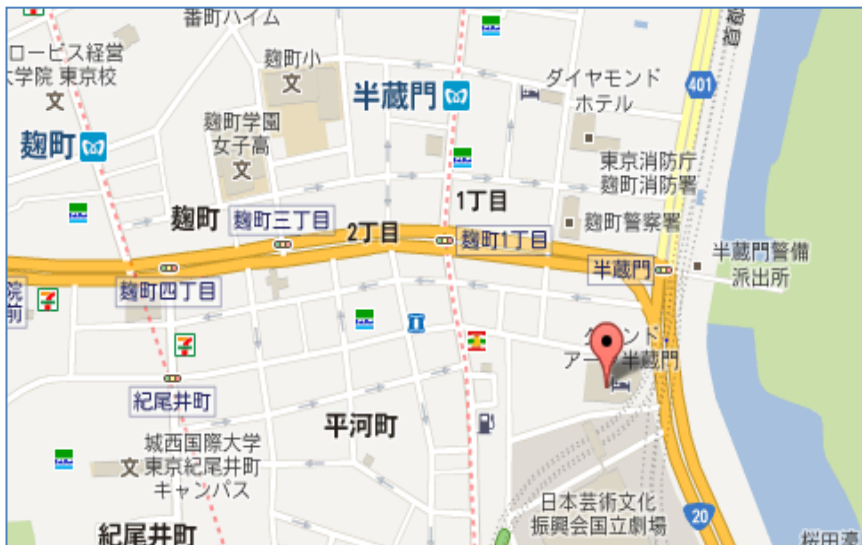 番町ハイム
首都
ロービス経営
大学院 東京校
麹町小
半蔵門
ダイヤモンド
ホテル
401
麹町
麹町学園
女子高
東京消防庁
麹町消防署
1丁目
麹町
麹町三丁目
2丁目
麹町1丁目
麹町警察署
半蔵門
半蔵門警備
派出所
麹町四丁目
院
前
半蔵門
紀尾井町
平河町
城西国際大学
東京紀尾井町
キャンパス
日本芸術文化
振興会国立劇場
20
紀尾井町
桜田濠